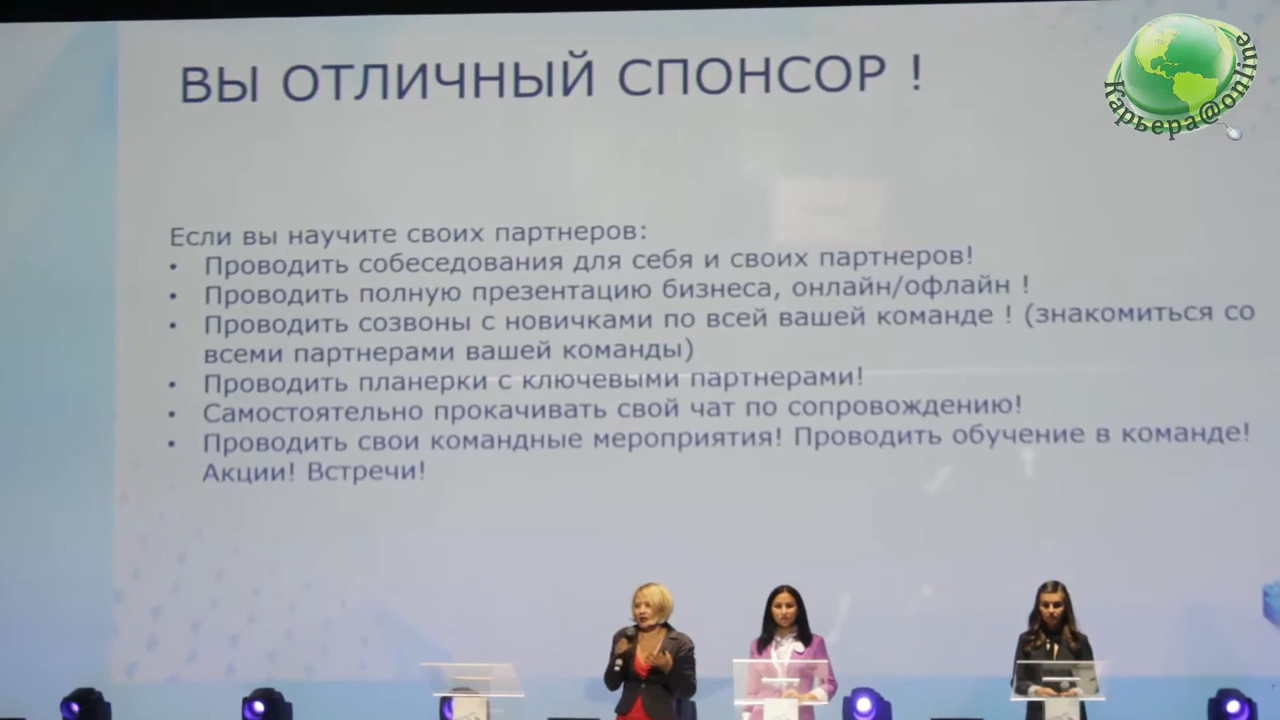 ВЫ ОТЛИЧНЫЙ СПОНСОР !
Карьера@online
Если вы научите своих партнеров:
• Проводить собеседования для себя и своих партнеров!
• Проводить полную презентацию бизнеса, онлайн/офлайн !
• Проводить созвоны с новичками по всей вашей команде ! (знакомиться со
всеми партнерами вашей команды)
• Проводить планерки с ключевыми партнерами!
• Самостоятельно прокачивать свой чат по сопровождению!
• Проводить свои командные мероприятия! Проводить обучение в команде!
Акции! Встречи!